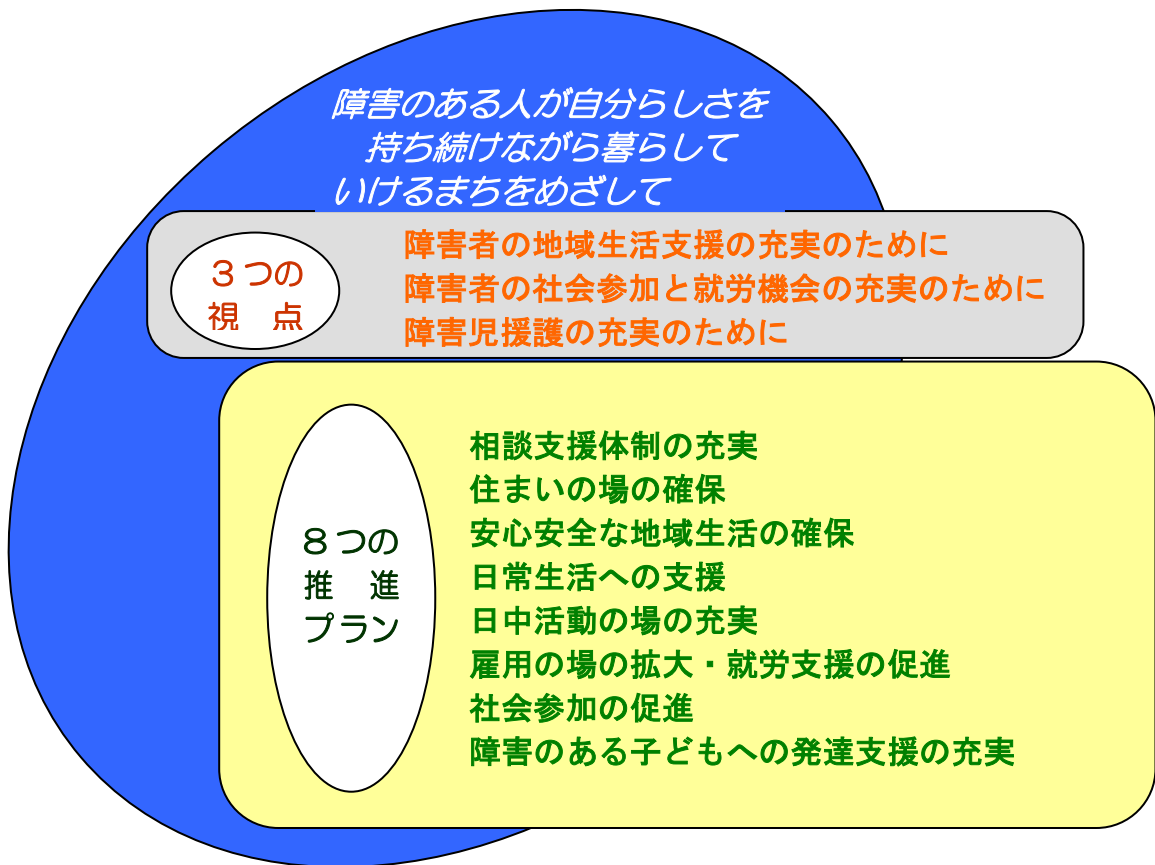 障害のある人が自分らしさを
持ち続けながら暮らして
いけるまちをめざして
3つの
視　点
障害者の地域生活支援の充実のために
障害者の社会参加と就労機会の充実のために
障害児援護の充実のために
8つの
推　進
プラン
相談支援体制の充実
住まいの場の確保
安心安全な地域生活の確保
日常生活への支援
日中活動の場の充実
雇用の場の拡大・就労支援の促進
社会参加の促進
障害のある子どもへの発達支援の充実